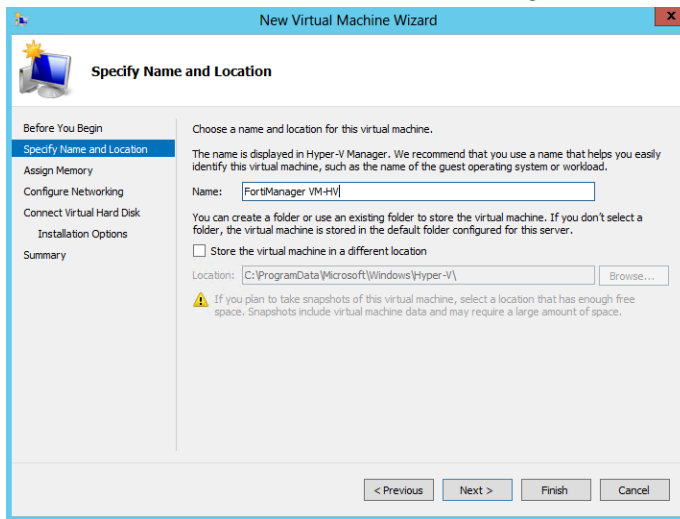 New Virtual Machine Wizard
x
Specify Name and Location
Before You Begin
Specify Name and Location
Assign Memory
Configure Networking
Connect Virtual Hard Disk
Installation Options
Summary
Choose a name and location for this virtual machine.
The name is displayed in Hyper-V Manager. We recommend that you use a name that helps you easily
identify this virtual machine, such as the name of the guest operating system or workload.
Name: FortiManager VM-HV
You can create a folder or use an existing folder to store the virtual machine. If you don't select a
folder, the virtual machine is stored in the default folder configured for this server.
Store the virtual machine in a different location
Location: C:\ProgramData\Microsoft\Windows\Hyper-V\ Browse...
If you plan to take snapshots of this virtual machine, select a location that has enough free
space. Snapshots include virtual machine data and may require a large amount of space.
< Previous Next > Finish Cancel